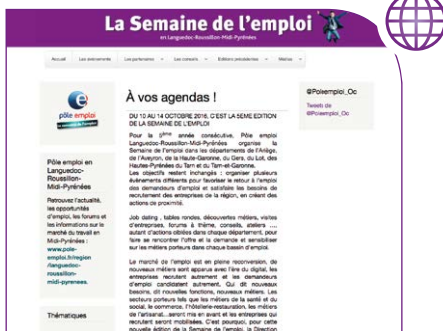 La Semaine de l'emploi
en Languedoc-Roussillon-Midi-Pyrénées
Accueil
Les évènements
Les partenaires
Les conseils
Editions précédentes
Médias
pôle emploi
Pôle emploi en
Languedoc-
Roussillon-
Midi-Pyrénées
Retrouvez l'actualité,
les opportunités
d'emploi, les forums et
les informations sur le
marché du travail en
Midi-Pyrénées :
www.pole-
emploi.fr/region
/languedoc-
roussillon-
midi-pyrenees.
Thématiques
À vos agendas !
DU 10 AU 14 OCTOBRE 2016, C'EST LA 5EME EDITION
DE LA SEMAINE DE L'EMPLOI
Pour la 5ème année consécutive, Pôle emploi
Languedoc-Roussillon-Midi-Pyrénées organise la
Semaine de l'emploi dans les départements de l'Ariège,
de l'Aveyron, de la Haute-Garonne, du Gers, du Lot, des
Hautes-Pyrénées du Tarn et du Tarn-et-Garonne.
Les objectifs restent inchangés : organiser plusieurs
évènements différents pour favoriser le retour à l'emploi
des demandeurs d'emploi et satisfaire les besoins de
recrutement des entreprises de la région, en créant des
actions de proximité.
Job dating , tables rondes, découvertes métiers, visites
d'entreprises, forums à thème, conseils, ateliers ....
autant d'actions ciblées dans chaque département, pour
faire se rencontrer l'offre et la demande et sensibiliser
sur les métiers porteurs dans chaque bassin d'emploi.
Le marché de l'emploi est en pleine reconversion, de
nouveaux métiers sont apparus avec l'ère du digital, les
entreprises recrutent autrement et les demandeurs
d'emploi candidatent autrement. Qui dit nouveaux
besoins, dit nouvelles fonctions, nouveaux métiers. Les
secteurs porteurs tels que les métiers de la santé et du
social, le commerce, l'hôtellerie-restauration, les métiers
de l'artisanat...seront mis en avant et les entreprises qui
recrutent seront mobilisées. C'est pourquoi, pour cette
nouvelle édition de la Semaine de l'emploi, la Direction
@Poleemploi_Oc
Tweets de
@Poleemploi_Oc